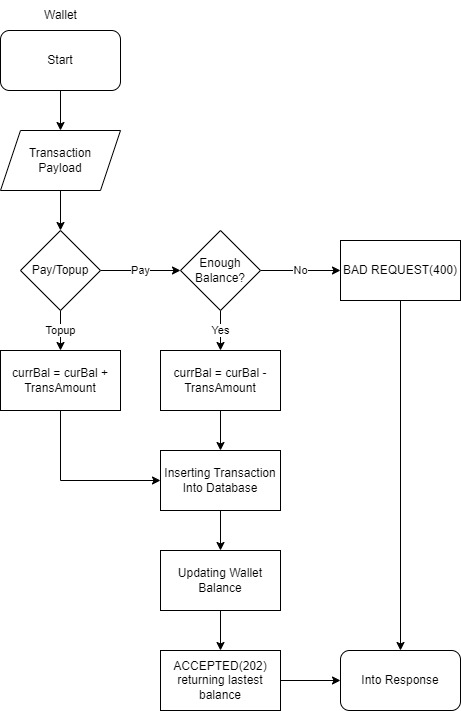 Wallet
Start
Transaction
Payload
Pay/Topup
Pay
Enough
Balance?
No
BAD REQUEST(400)
Topup
Yes
currBal = curBal +
TransAmount
currBal = curBal -
TransAmount
Inserting Transaction
Into Database
Updating Wallet
Balance
ACCEPTED(202)
returning lastest
balance
Into Response